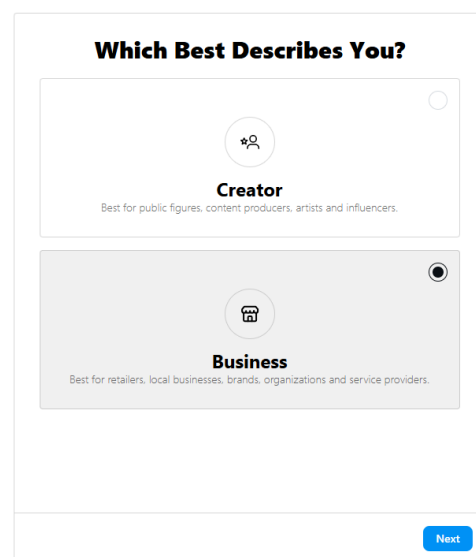 Which Best Describes You?
Creator
Best for public figures, content producers, artists and influencers.
Business
Best for retailers, local businesses, brands, organizations and service providers.
Next